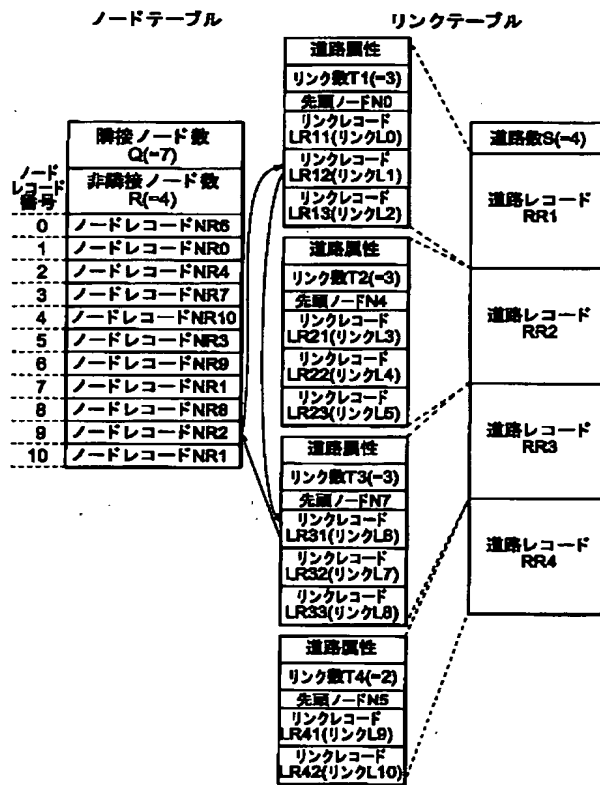 ノードテーブル
リンクテーブル
隣接ノード数
Q(=7)
非隣接ノード数
R(=4)
ノード
レコード
番号
0 ノードレコードNR6
1 ノードレコードNR0
2 ノードレコードNR4
3 ノードレコードNR7
4 ノードレコードNR10
5 ノードレコードNR3
6 ノードレコードNR9
7 ノードレコードNR1
8 ノードレコードNR8
9 ノードレコードNR2
10 ノードレコードNR1
道路属性
リンク数T1(=3)
先頭ノードN0
リンクレコード
LR11(リンクL0)
リンクレコード
LR12(リンクL1)
リンクレコード
LR13(リンクL2)
道路属性
リンク数T2(=3)
先頭ノードN4
リンクレコード
LR21(リンクL3)
リンクレコード
LR22(リンクL4)
リンクレコード
LR23(リンクL5)
道路属性
リンク数T3(=3)
先頭ノードN7
リンクレコード
LR31(リンクL6)
リンクレコード
LR32(リンクL7)
リンクレコード
LR33(リンクL8)
道路属性
リンク数T4(=2)
先頭ノードN5
リンクレコード
LR41(リンクL9)
リンクレコード
LR42(リンクL10)
道路数S(=4)
道路レコード
RR1
道路レコード
RR2
道路レコード
RR3
道路レコード
RR4